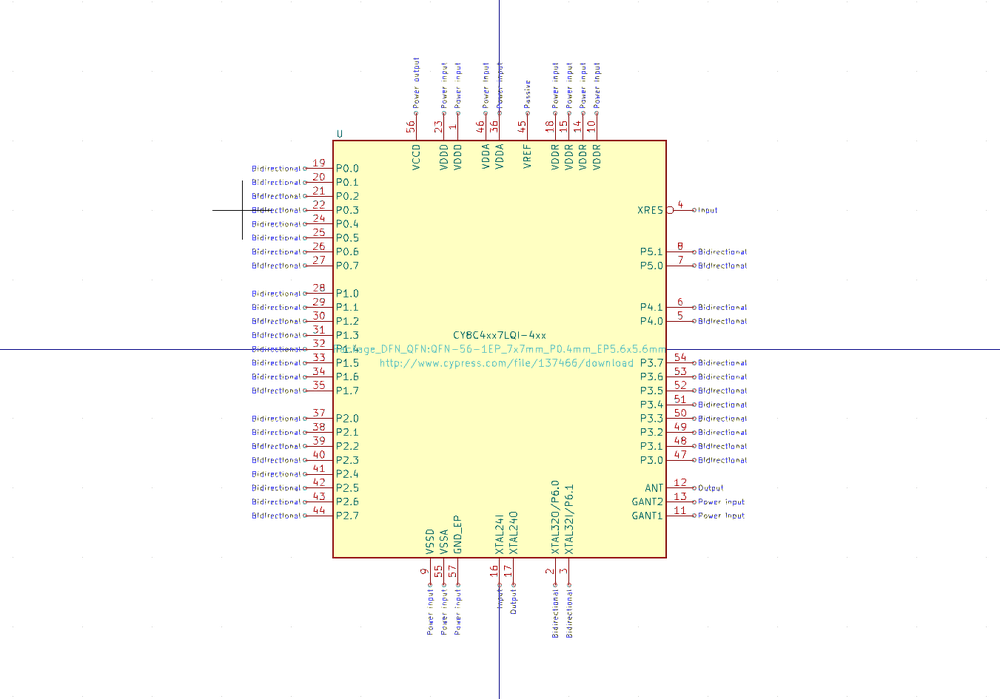 Power output
Power input
Power input
Power input
Power input
Passive
Power input
Power input
Power input
Power input
56 23 1 46 36 45 18 15 14 10
VCCD VDDD VDDD VDDA VDDA VREF VDDR VDDR VDDR VDDR
U
Bidirectional 19 P0.0
Bidirectional 20 P0.1
Bidirectional 21 P0.2
Bidirectional 22 P0.3 XRES 4 Input
Bidirectional 24 P0.4
Bidirectional 25 P0.5
Bidirectional 26 P0.6 P5.1 8 Bidirectional
Bidirectional 27 P0.7 P5.0 7 Bidirectional
Bidirectional 28 P1.0
Bidirectional 29 P1.1 P4.1 6 Bidirectional
Bidirectional 30 P1.2 P4.0 5 Bidirectional
Bidirectional 31 P1.3 CY8C4xx7LQI-4xx
Bidirectional 32 P1.4 Package_DFN_QFN:QFN-56-1EP_7x7mm_P0.4mm_EP5.6x5.6mm
Bidirectional 33 P1.5 http://www.cypress.com/file/137466/download P3.7 54 Bidirectional
Bidirectional 34 P1.6 P3.6 53 Bidirectional
Bidirectional 35 P1.7 P3.5 52 Bidirectional
P3.4 51 Bidirectional
Bidirectional 37 P2.0 P3.3 50 Bidirectional
Bidirectional 38 P2.1 P3.2 49 Bidirectional
Bidirectional 39 P2.2 P3.1 48 Bidirectional
Bidirectional 40 P2.3 P3.0 47 Bidirectional
Bidirectional 41 P2.4
Bidirectional 42 P2.5 ANT 12 Output
Bidirectional 43 P2.6 GANT2 13 Power input
Bidirectional 44 P2.7 GANT1 11 Power input
VSSD VSSA GND_EP XTAL24I XTAL24O XTAL32O/P6.0 XTAL32I/P6.1
9 55 57 16 17 2 3
Power input
Power input
Power input
Input
Output
Bidirectional
Bidirectional